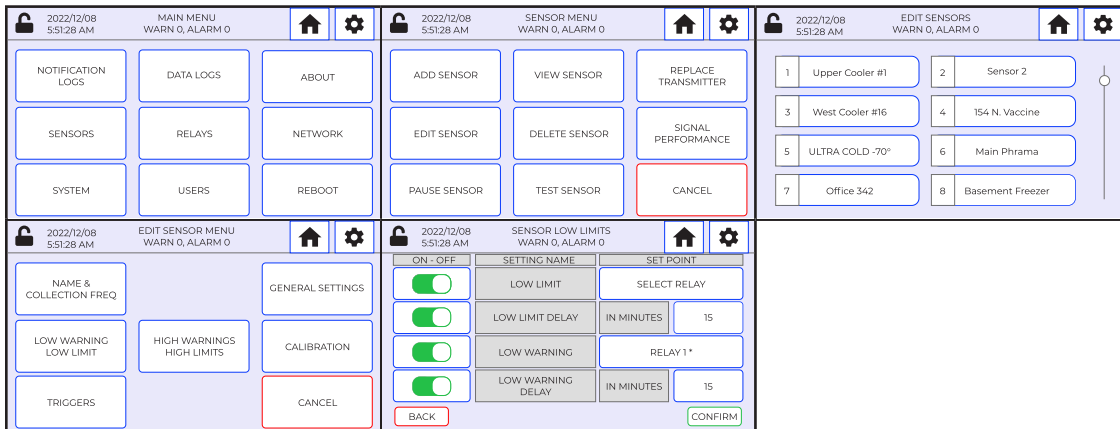 2022/12/08
5:51:28 AM
MAIN MENU
WARN 0, ALARM 0
NOTIFICATION
LOGS
DATA LOGS
ABOUT
SENSORS
RELAYS
NETWORK
SYSTEM
USERS
REBOOT
2022/12/08
5:51:28 AM
SENSOR MENU
WARN 0, ALARM 0
ADD SENSOR
VIEW SENSOR
REPLACE
TRANSMITTER
EDIT SENSOR
DELETE SENSOR
SIGNAL
PERFORMANCE
PAUSE SENSOR
TEST SENSOR
CANCEL
2022/12/08
5:51:28 AM
EDIT SENSORS
WARN 0, ALARM 0
1 Upper Cooler #1
2 Sensor 2
3 West Cooler #16
4 154 N. Vaccine
5 ULTRA COLD -70°
6 Main Phrama
7 Office 342
8 Basement Freezer
2022/12/08
5:51:28 AM
EDIT SENSOR MENU
WARN 0, ALARM 0
NAME &
COLLECTION FREQ
GENERAL SETTINGS
LOW WARNING
LOW LIMIT
HIGH WARNINGS
HIGH LIMITS
CALIBRATION
TRIGGERS
CANCEL
2022/12/08
5:51:28 AM
SENSOR LOW LIMITS
WARN 0, ALARM 0
ON - OFF
SETTING NAME
SET POINT
LOW LIMIT
SELECT RELAY
LOW LIMIT DELAY
IN MINUTES
15
LOW WARNING
RELAY 1 *
LOW WARNING
DELAY
IN MINUTES
15
BACK
CONFIRM